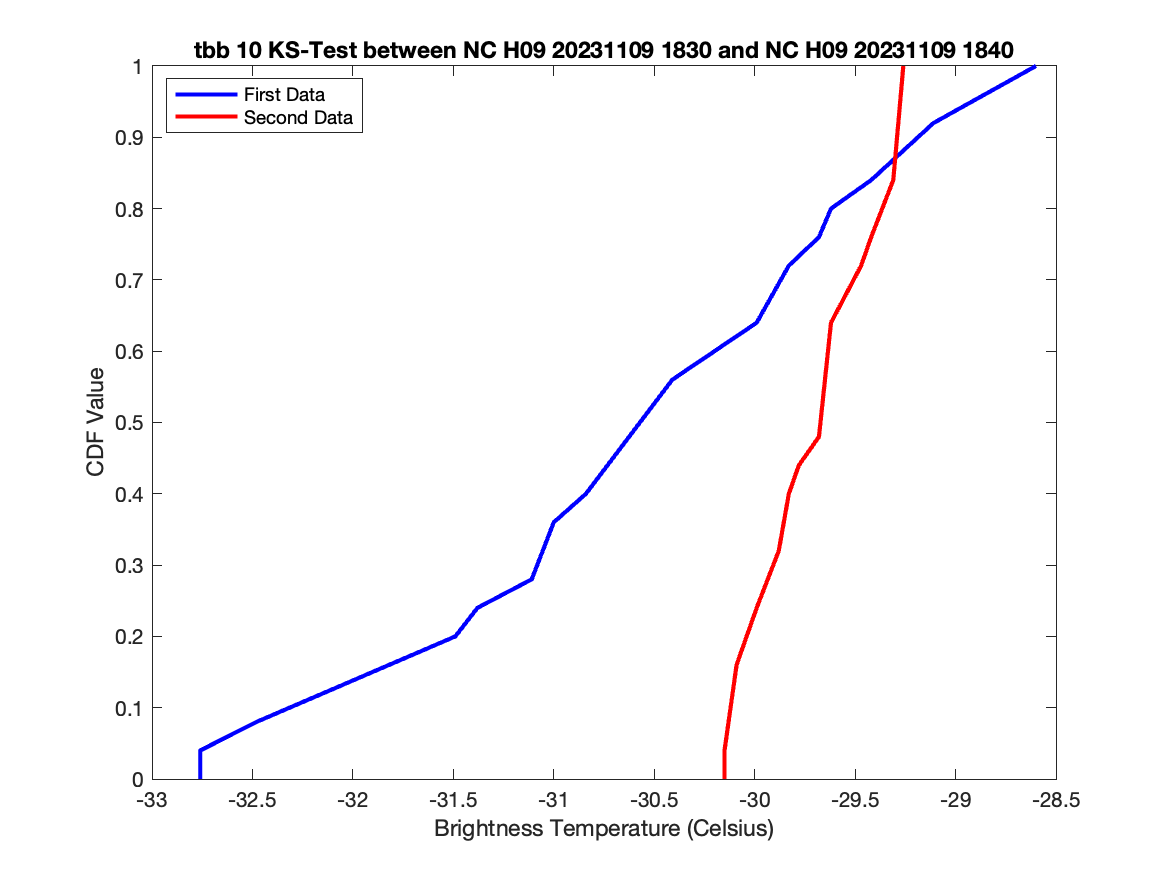 tbb 10 KS-Test between NC H09 20231109 1830 and NC H09 20231109 1840
First Data
Second Data
1
0.9
0.8
0.7
0.6
0.5
0.4
0.3
0.2
0.1
0
CDF Value
-33 -32.5 -32 -31.5 -31 -30.5 -30 -29.5 -29 -28.5
Brightness Temperature (Celsius)